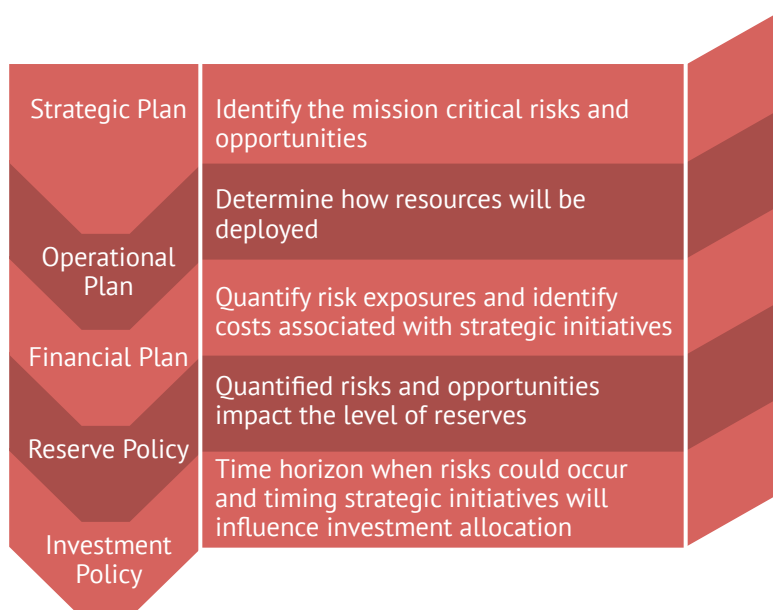 Strategic Plan
Identify the mission critical risks and
opportunities
Operational
Plan
Determine how resources will be
deployed
Financial Plan
Quantify risk exposures and identify
costs associated with strategic initiatives
Reserve Policy
Quantified risks and opportunities
impact the level of reserves
Investment
Policy
Time horizon when risks could occur
and timing strategic initiatives will
influence investment allocation